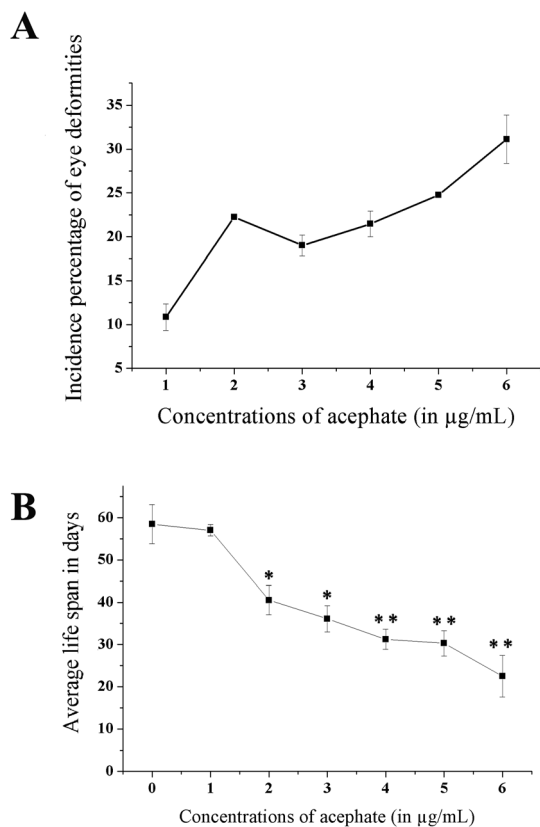 A
Incidence percentage of eye deformities
35
30
25
20
15
10
5
1 2 3 4 5 6
Concentrations of acephate (in µg/mL)
B
Average life span in days
60
50
40
30
20
10
0
* * ** ** **
0 1 2 3 4 5 6
Concentrations of acephate (in µg/mL)